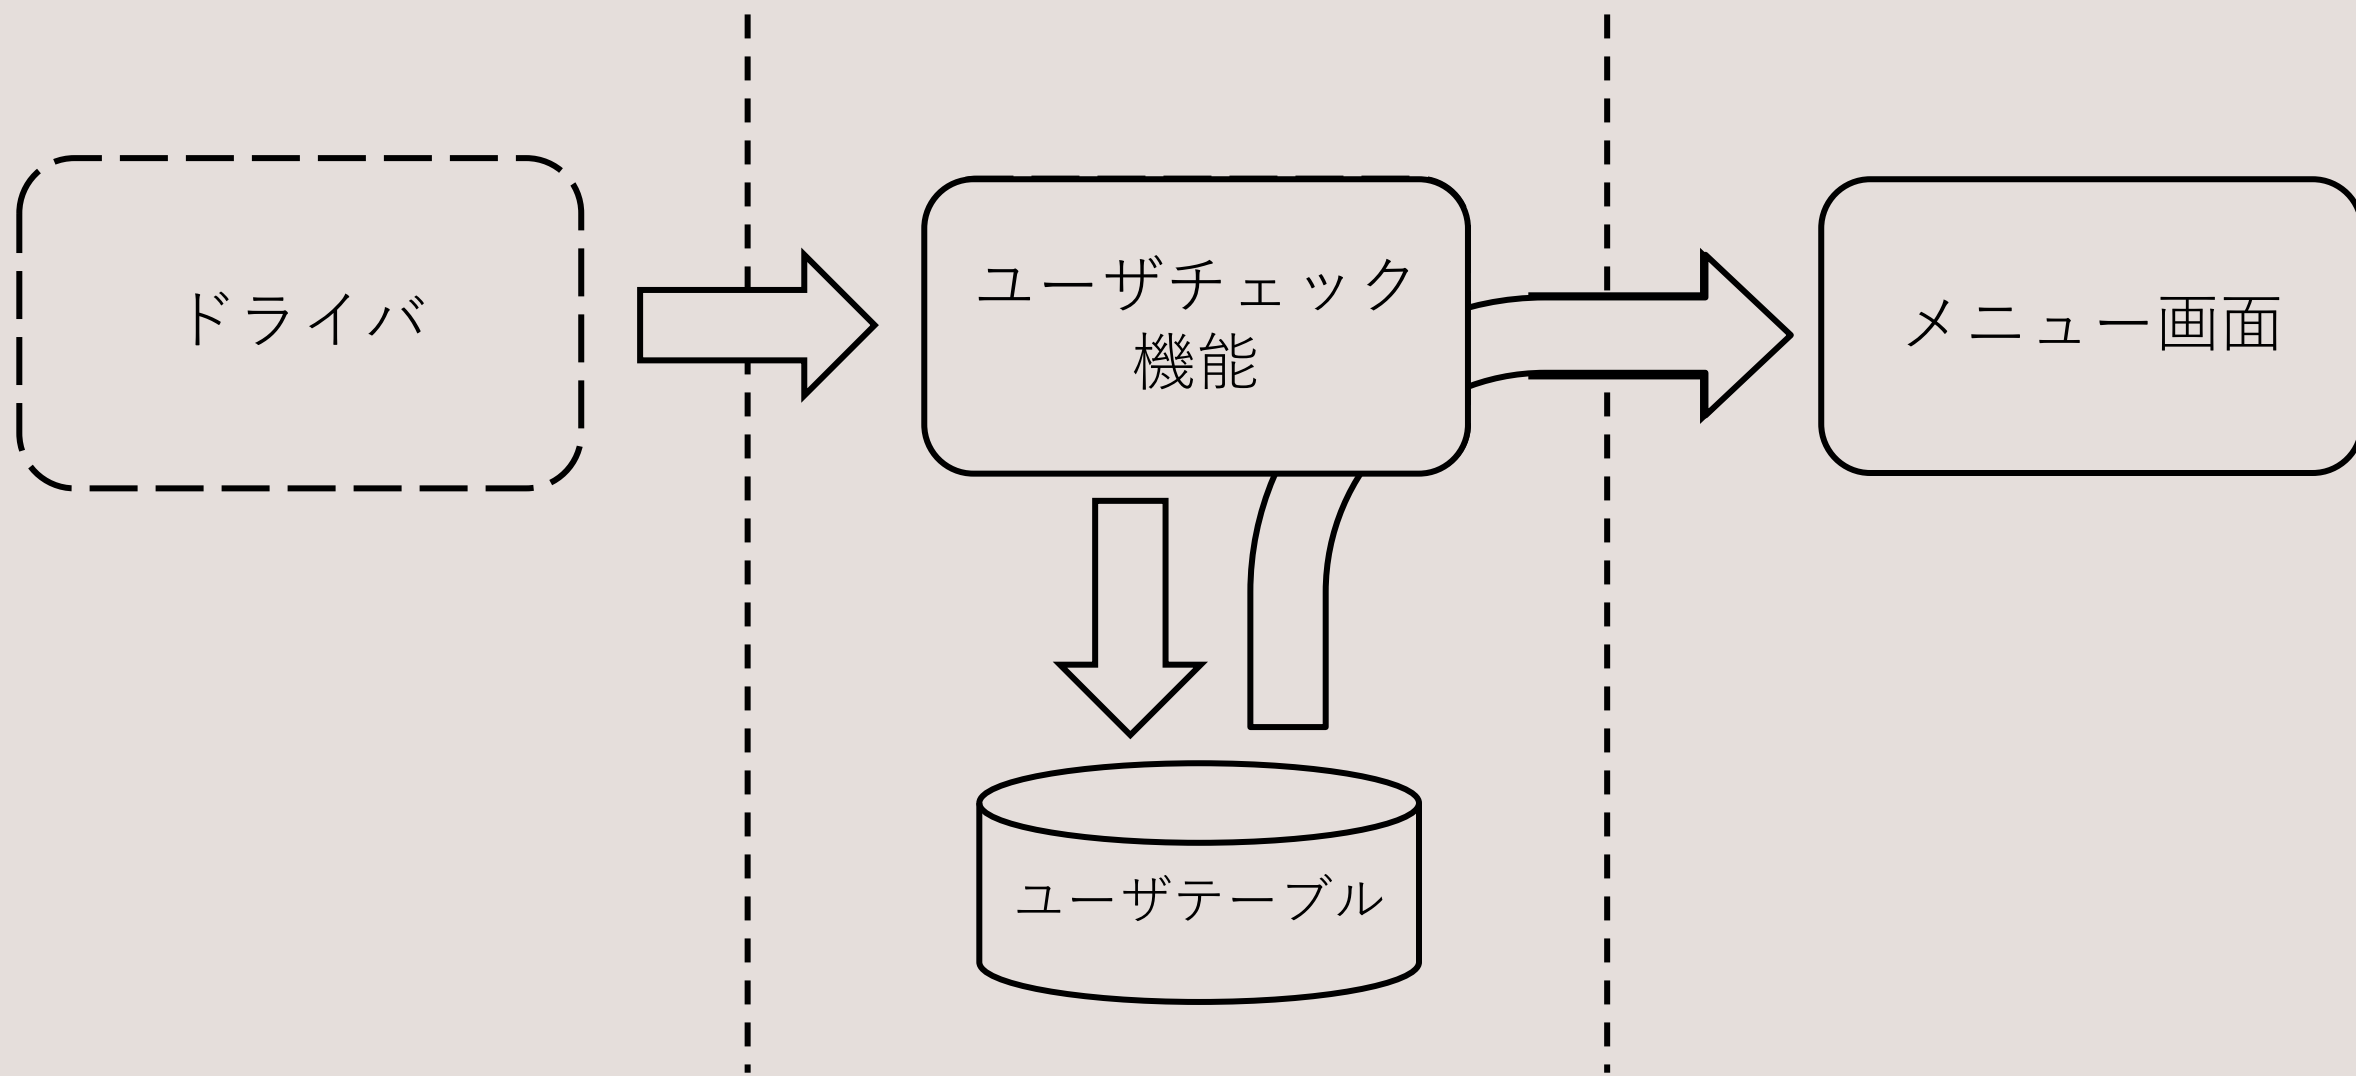 ドライバ
ユーザチェック
機能
メニュー画面
ユーザテーブル